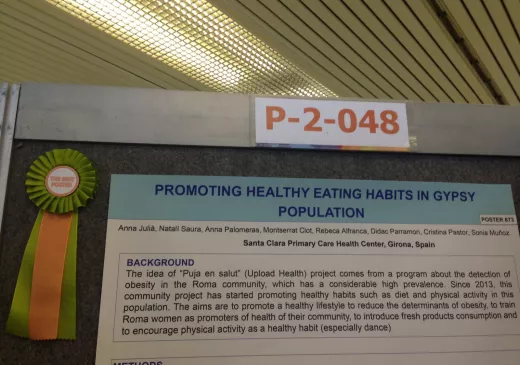 P-2-048
THE BEST
POSTER
PROMOTING HEALTHY EATING HABITS IN GYPSY
POPULATION
POSTER 873
Anna Julià, Natali Saura, Anna Palomeras, Montserrat Clot, Rebeca Alfranca, Didac Parramon, Cristina Pastor, Sonia Muñoz
Santa Clara Primary Care Health Center, Girona, Spain
BACKGROUND
The idea of "Puja en salut" (Upload Health) project comes from a program about the detection of
obesity in the Roma community, which has a considerable high prevalence. Since 2013, this
community project has started promoting healthy habits such as diet and physical activity in this
population. The aims are to promote a healthy lifestyle to reduce the determinants of obesity, to train
Roma women as promoters of health of their community, to introduce fresh products consumption and
to encourage physical activity as a healthy habit (especially dance)
METHODS